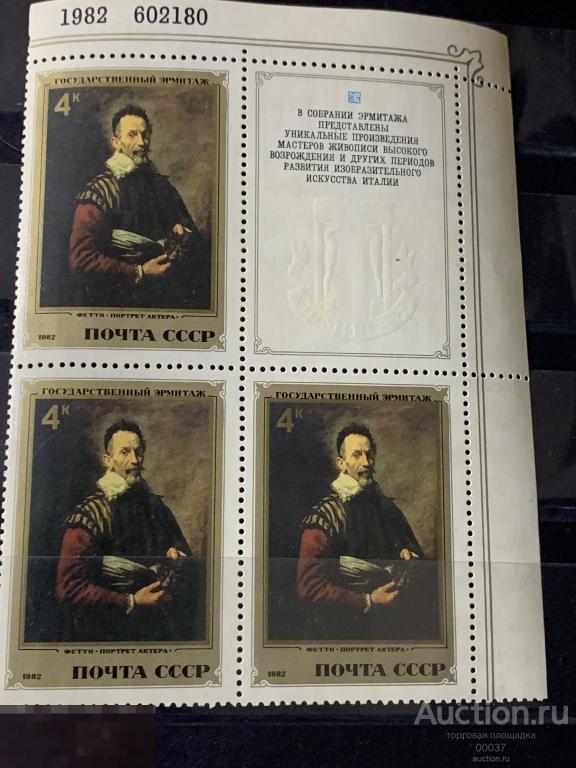 1982 602180
ГОСУДАРСТВЕННЫЙ ЭРМИТАЖ
4к
ФЕТТИ · ПОРТРЕТ АКТЕРА ·
1982 ПОЧТА СССР
В СОБРАНИИ ЭРМИТАЖА
ПРЕДСТАВЛЕНЫ
УНИКАЛЬНЫЕ ПРОИЗВЕДЕНИЯ
МАСТЕРОВ ЖИВОПИСИ ВЫСОКОГО
ВОЗРОЖДЕНИЯ И ДРУГИХ ПЕРИОДОВ
РАЗВИТИЯ ИЗОБРАЗИТЕЛЬНОГО
ИСКУССТВА ИТАЛИИ
ГОСУДАРСТВЕННЫЙ ЭРМИТАЖ
4к
ФЕТТИ · ПОРТРЕТ АКТЕРА ·
1982 ПОЧТА СССР
ГОСУДАРСТВЕННЫЙ ЭРМИТАЖ
4к
ФЕТТИ · ПОРТРЕТ АКТЕРА ·
1982 ПОЧТА СССР
Auction.ru
торговая площадка
00037
auction.ru